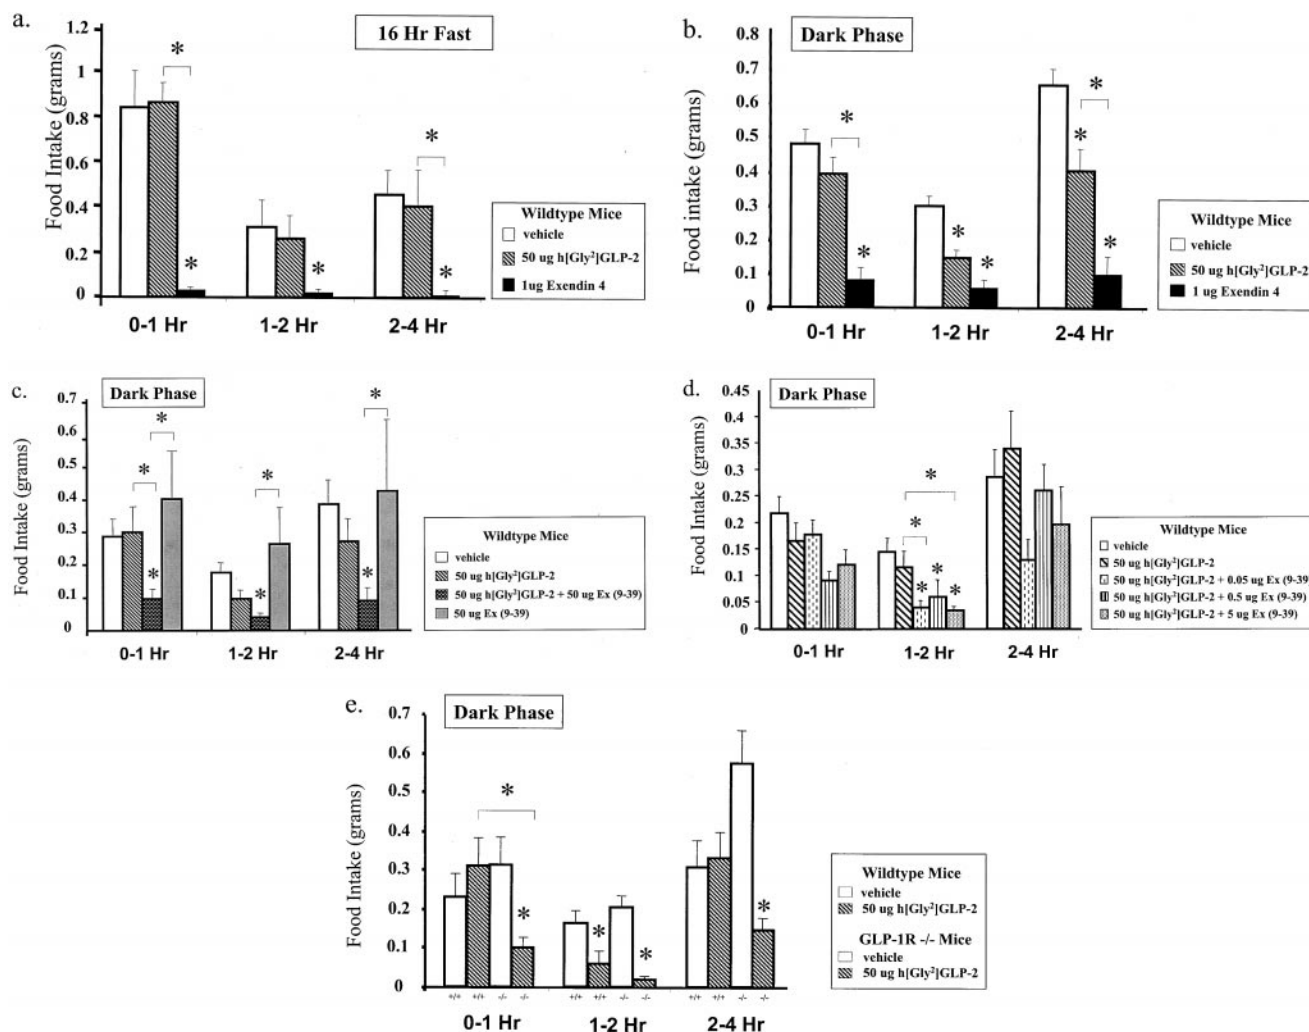 a.
16 Hr Fast
Food Intake (grams)
1.2
1
0.8
0.6
0.4
0.2
0
*
*
*
*
*
0-1 Hr
1-2 Hr
2-4 Hr
Wildtype Mice
vehicle
50 ug h[Gly²]GLP-2
1ug Exendin 4
b.
Dark Phase
Food intake (grams)
0.8
0.7
0.6
0.5
0.4
0.3
0.2
0.1
0
*
*
*
*
*
*
*
0-1 Hr
1-2 Hr
2-4 Hr
Wildtype Mice
vehicle
50 ug h[Gly²]GLP-2
1 ug Exendin 4
c.
Dark Phase
Food Intake (grams)
0.7
0.6
0.5
0.4
0.3
0.2
0.1
0
*
*
*
*
*
*
*
0-1 Hr
1-2 Hr
2-4 Hr
Wildtype Mice
vehicle
50 ug h[Gly²]GLP-2
50 ug h[Gly²]GLP-2 + 50 ug Ex (9-39)
50 ug Ex (9-39)
d.
Dark Phase
Food Intake (grams)
0.45
0.4
0.35
0.3
0.25
0.2
0.15
0.1
0.05
0
*
*
*
*
*
0-1 Hr
1-2 Hr
2-4 Hr
Wildtype Mice
vehicle
50 ug h[Gly²]GLP-2
50 ug h[Gly²]GLP-2 + 0.05 ug Ex (9-39)
50 ug h[Gly²]GLP-2 + 0.5 ug Ex (9-39)
50 ug h[Gly²]GLP-2 + 5 ug Ex (9-39)
e.
Dark Phase
Food Intake (grams)
0.7
0.6
0.5
0.4
0.3
0.2
0.1
0
*
*
*
*
*
+/+ +/+ -/- -/-
+/+ +/+ -/- -/-
+/+ +/+ -/- -/-
0-1 Hr
1-2 Hr
2-4 Hr
Wildtype Mice
vehicle
50 ug h[Gly²]GLP-2
GLP-1R -/- Mice
vehicle
50 ug h[Gly²]GLP-2